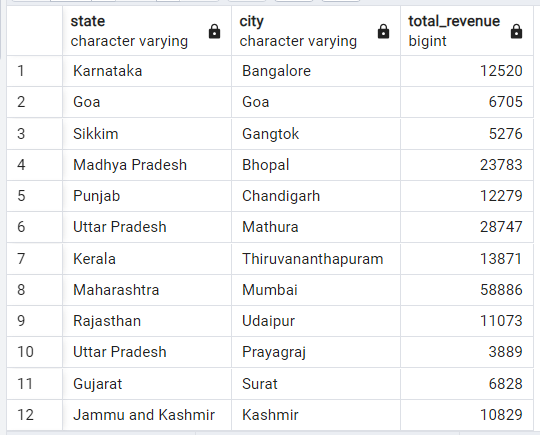 state city total_revenue
character varying character varying bigint
1 Karnataka Bangalore 12520
2 Goa Goa 6705
3 Sikkim Gangtok 5276
4 Madhya Pradesh Bhopal 23783
5 Punjab Chandigarh 12279
6 Uttar Pradesh Mathura 28747
7 Kerala Thiruvananthapuram 13871
8 Maharashtra Mumbai 58886
9 Rajasthan Udaipur 11073
10 Uttar Pradesh Prayagraj 3889
11 Gujarat Surat 6828
12 Jammu and Kashmir Kashmir 10829